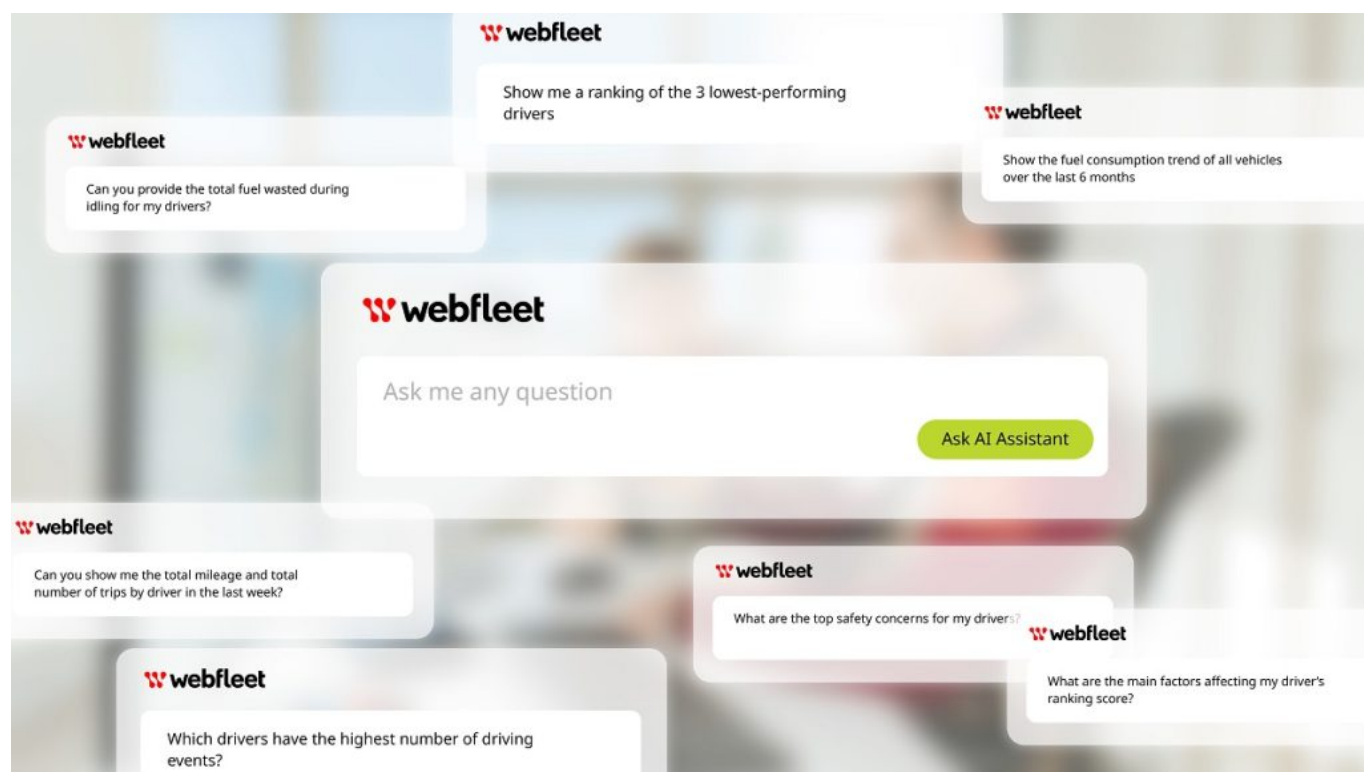 webfleet
Show me a ranking of the 3 lowest-performing
drivers
webfleet
Can you provide the total fuel wasted during
idling for my drivers?
webfleet
Show the fuel consumption trend of all vehicles
over the last 6 months
webfleet
Ask me any question
Ask AI Assistant
webfleet
Can you show me the total mileage and total
number of trips by driver in the last week?
webfleet
What are the top safety concerns for my drivers?
webfleet
What are the main factors affecting my driver's
ranking score?
webfleet
Which drivers have the highest number of driving
events?